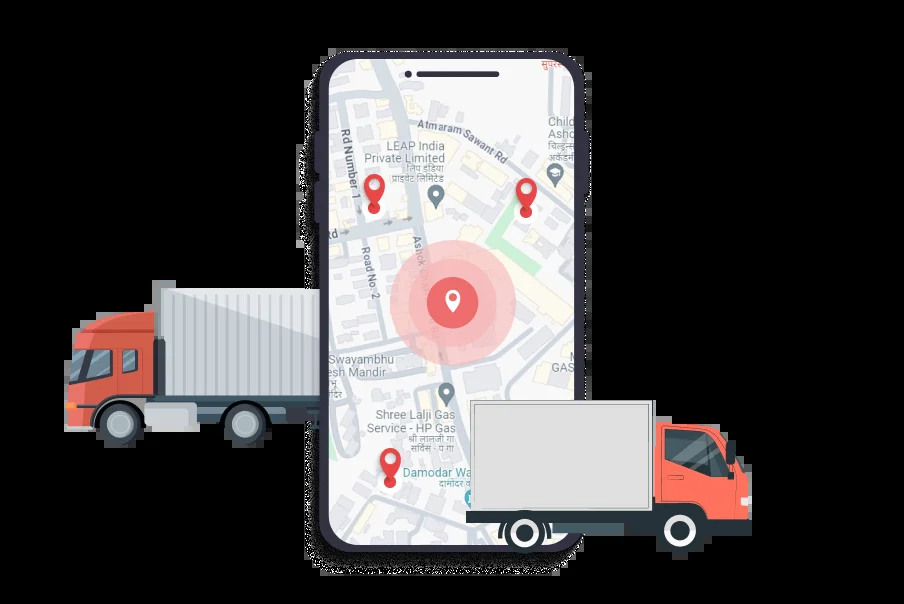 Atmaram Sawant Rd
Child
Asho
Rd Number 1
LEAP India
Private Limited
लिप इंडिया
प्राइवेट लिमिटेड
Rd
Road No. 2
Swayambhu
esh Mandir
GAS
Shree Lalji Gas
Service - HP Gas
श्री लालजी गॅ
सर्विस - प गॅ
Damodar Wa
दामोदर व